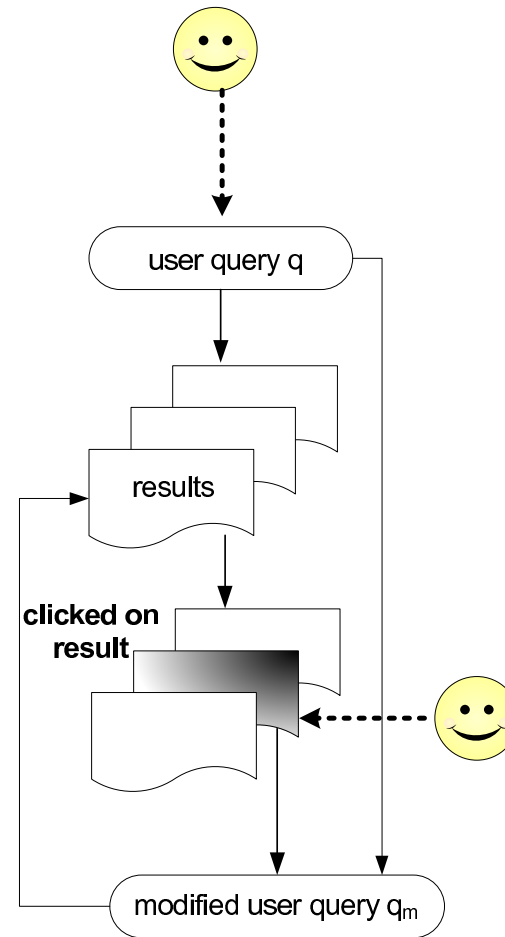 user query q
results
clicked on
result
modified user query qm